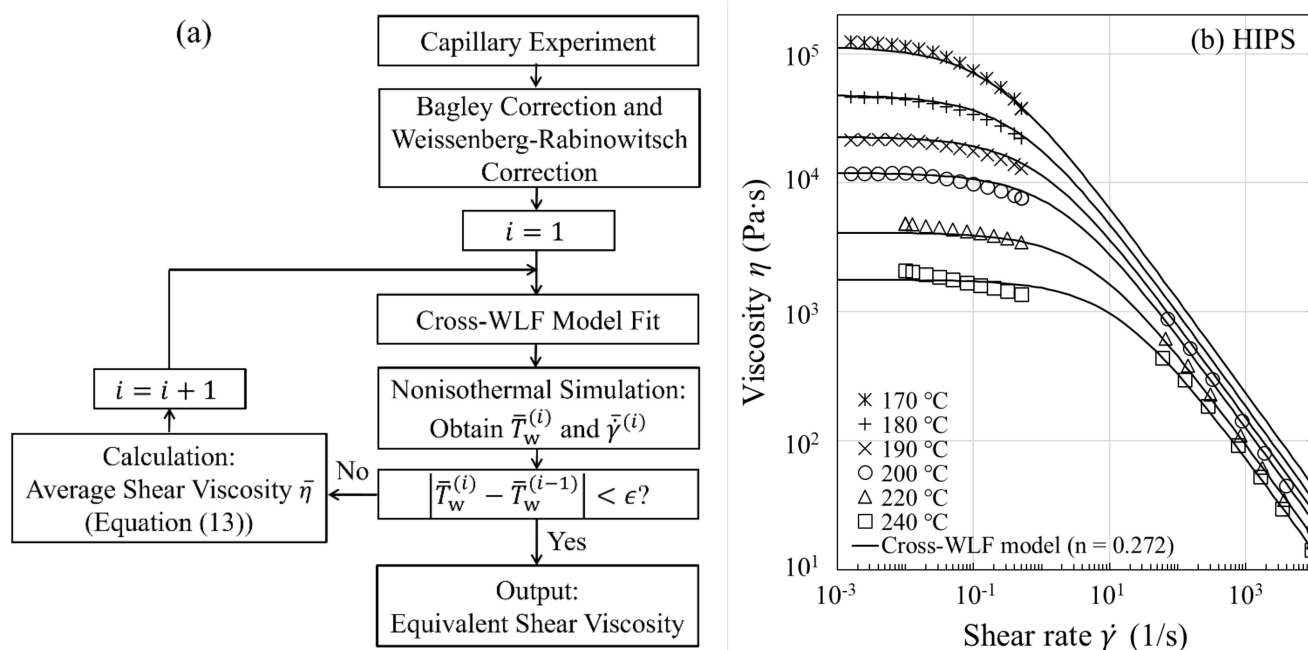 (a)
Capillary Experiment
Bagley Correction and
Weissenberg-Rabinowitsch
Correction
i = 1
Cross-WLF Model Fit
Nonisothermal Simulation:
Obtain T̄_w^(i) and γ̇̄^(i)
|T̄_w^(i) − T̄_w^(i−1)| < ϵ?
No
Yes
Calculation:
Average Shear Viscosity η̄
(Equation (13))
i = i + 1
Output:
Equivalent Shear Viscosity
(b) HIPS
Viscosity η (Pa·s)
10^5
10^4
10^3
10^2
10^1
170 ℃
180 ℃
190 ℃
200 ℃
220 ℃
240 ℃
Cross-WLF model (n = 0.272)
10^-3
10^-1
10^1
10^3
Shear rate γ̇ (1/s)